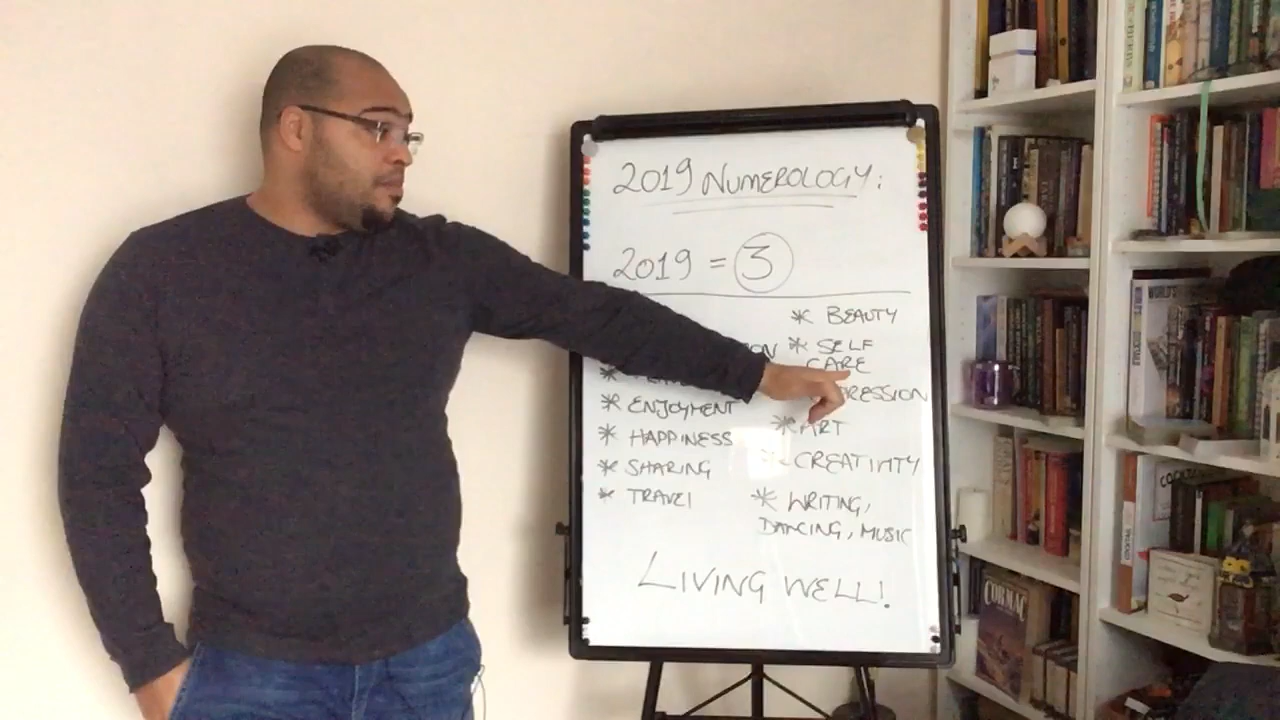 2019 NUMEROLOGY:
2019 = 3
* BEAUTY
* SELF
CARE
* ENJOYMENT
* HAPPINESS
* SHARING
* TRAVEL
* ART
* CREATIVITY
* WRITING,
DANCING, MUSIC
LIVING WELL!
CORMAC